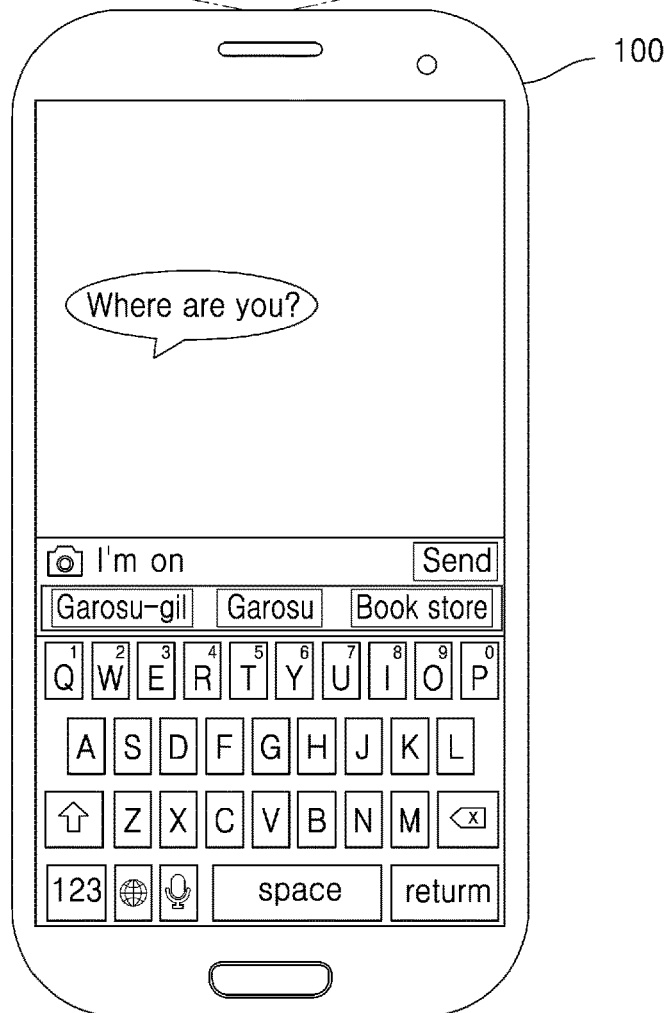 100
Where are you?
I'm on Send
Garosu-gil Garosu Book store
1 2 3 4 5 6 7 8 9 0
Q W E R T Y U I O P
A S D F G H J K L
Z X C V B N M X
123 space returm